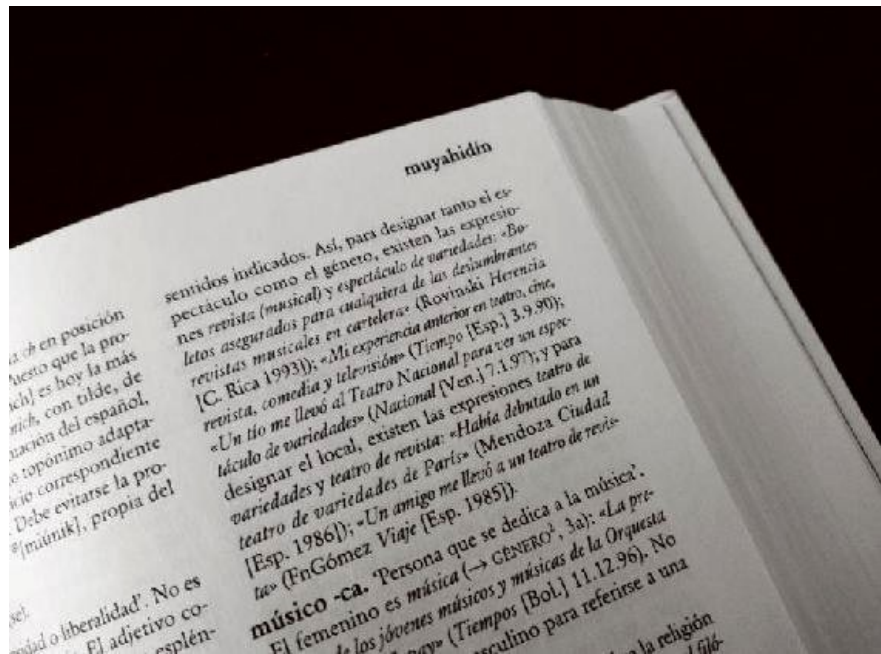 muyahidín
ch en posición
uesto que la pro-
ich] es hoy la más
nich, con tilde, de
tación del español,
topónimo adapta-
cio correspondiente
Debe evitarse la pro-
[miúnik], propia del
liberalidad'. No es
El adjetivo co-
esplén-
sentidos indicados. Así, para designar tanto el es-
pectáculo como el género, existen las expresio-
nes revista (musical) y espectáculo de variedades: «Bo-
letos asegurados para cualquiera de las deslumbrantes
revistas musicales en cartelera» (Rovinski Herencia
[C. Rica 1993]); «Mi experiencia anterior en teatro, cine,
revista, comedia y televisión» (Tiempo [Esp.] 3.9.90);
«Un tío me llevó al Teatro Nacional para ver un espec-
táculo de variedades» (Nacional [Ven.] 7.1.97); y para
designar el local, existen las expresiones teatro de
variedades y teatro de revista: «Había debutado en un
teatro de variedades de París» (Mendoza Ciudad
[Esp. 1986]); «Un amigo me llevó a un teatro de revis-
ta» (FnGómez Viaje [Esp. 1985]).
músico -ca. 'Persona que se dedica a la música'.
El femenino es música (→ GÉNERO², 3a): «La pre-
de los jóvenes músicos y músicas de la Orquesta
(Tiempos [Bol.] 11.12.96). No
masculino para referirse a una
la religión